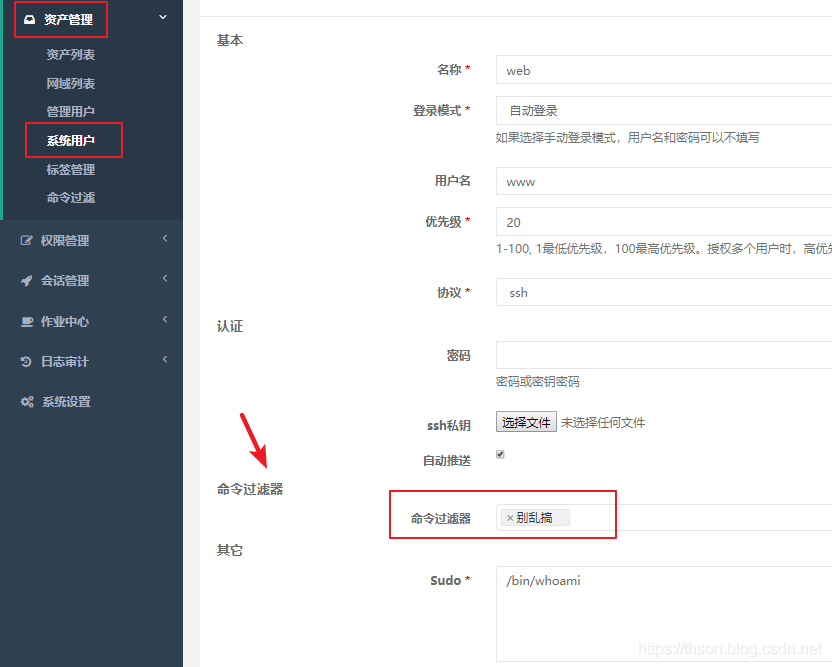 资产管理
资产列表
网域列表
管理用户
系统用户
标签管理
命令过滤
权限管理
会话管理
作业中心
日志审计
系统设置
基本
名称 * web
登录模式 * 自动登录
如果选择手动登录模式，用户名和密码可以不填写
用户名 www
优先级 * 20
1-100, 1最低优先级，100最高优先级。授权多个用户时，高优先
协议 * ssh
认证
密码
密码或密钥密码
ssh私钥 选择文件 未选择任何文件
自动推送
命令过滤器
命令过滤器 × 别乱搞
其它
Sudo * /bin/whoami
https://thson.blog.csdn.net